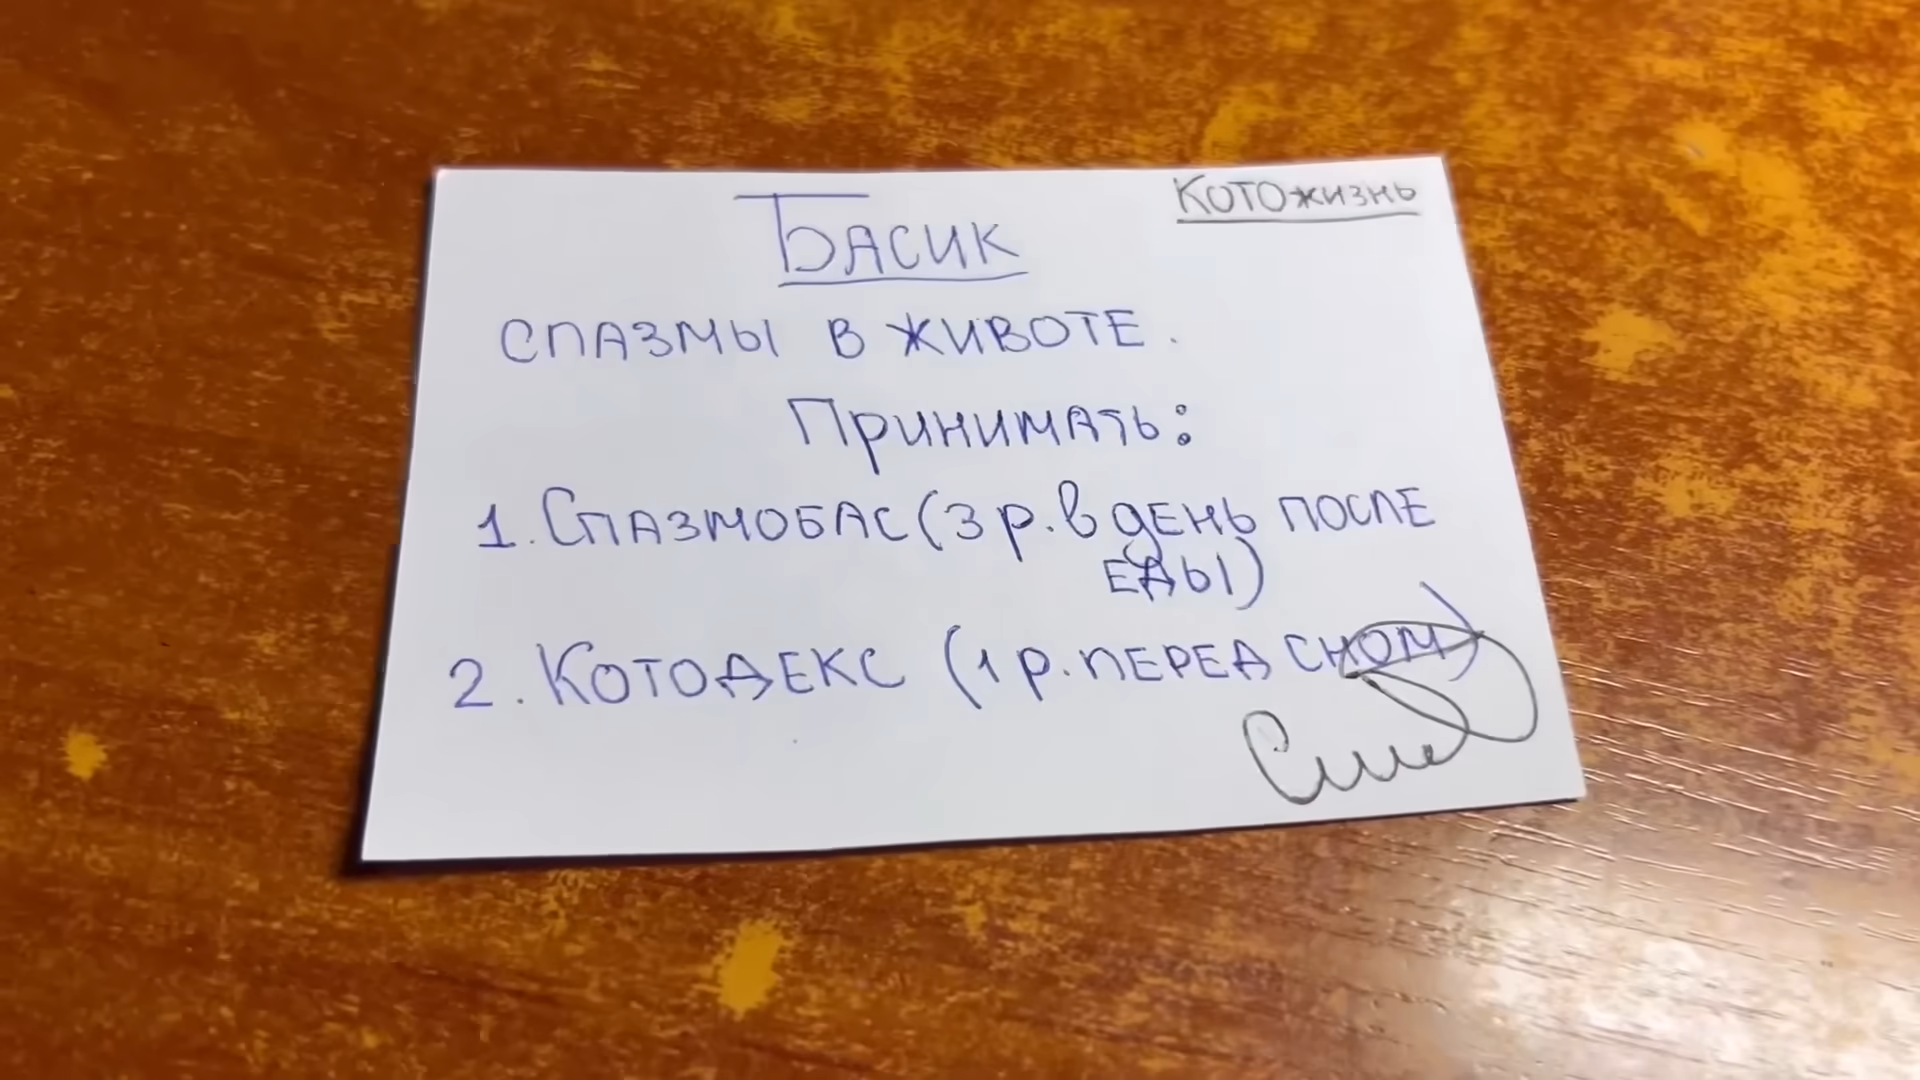 Котожизнь
Басик
спазмы в животе.
Принимать:
1. Спазмобас (3 р. в день после
еды)
2. Котодекс (1 р. перед сном)